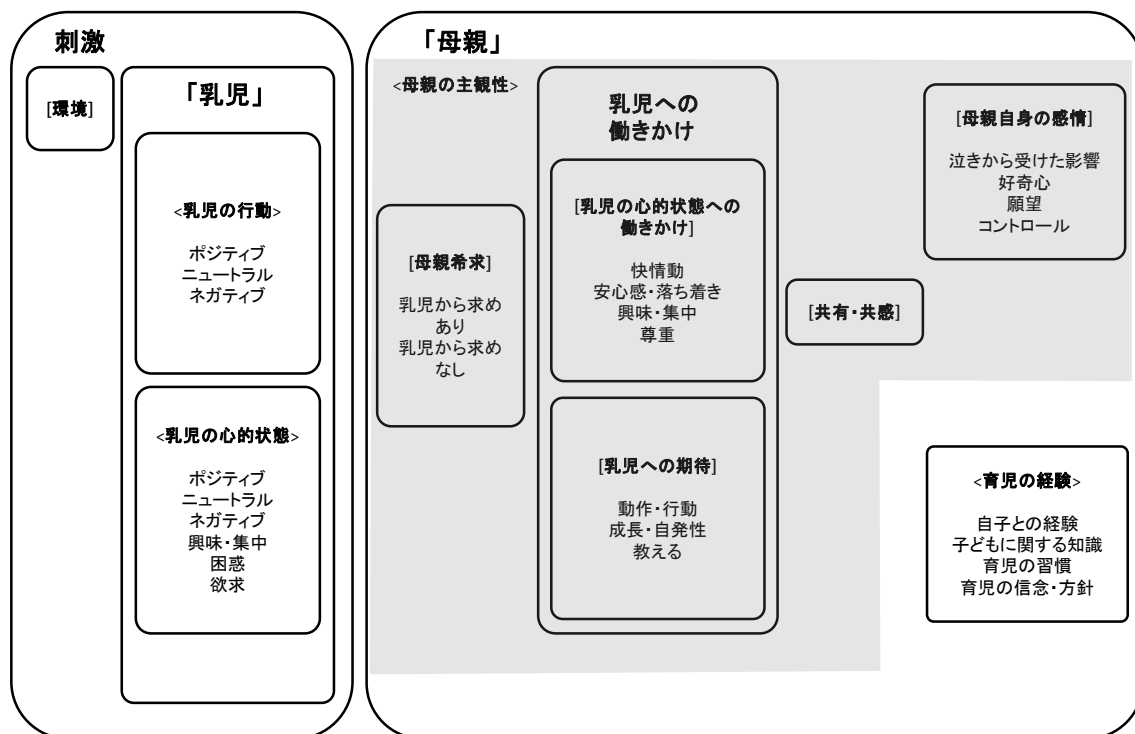 刺激
[環境]
「乳児」
<乳児の行動>
ポジティブ
ニュートラル
ネガティブ
<乳児の心的状態>
ポジティブ
ニュートラル
ネガティブ
興味・集中
困惑
欲求
「母親」
<母親の主観性>
[母親希求]
乳児から求め
あり
乳児から求め
なし
乳児への
働きかけ
[乳児の心的状態への
働きかけ]
快情動
安心感・落ち着き
興味・集中
尊重
[乳児への期待]
動作・行動
成長・自発性
教える
[共有・共感]
[母親自身の感情]
泣きから受けた影響
好奇心
願望
コントロール
<育児の経験>
自子との経験
子どもに関する知識
育児の習慣
育児の信念・方針